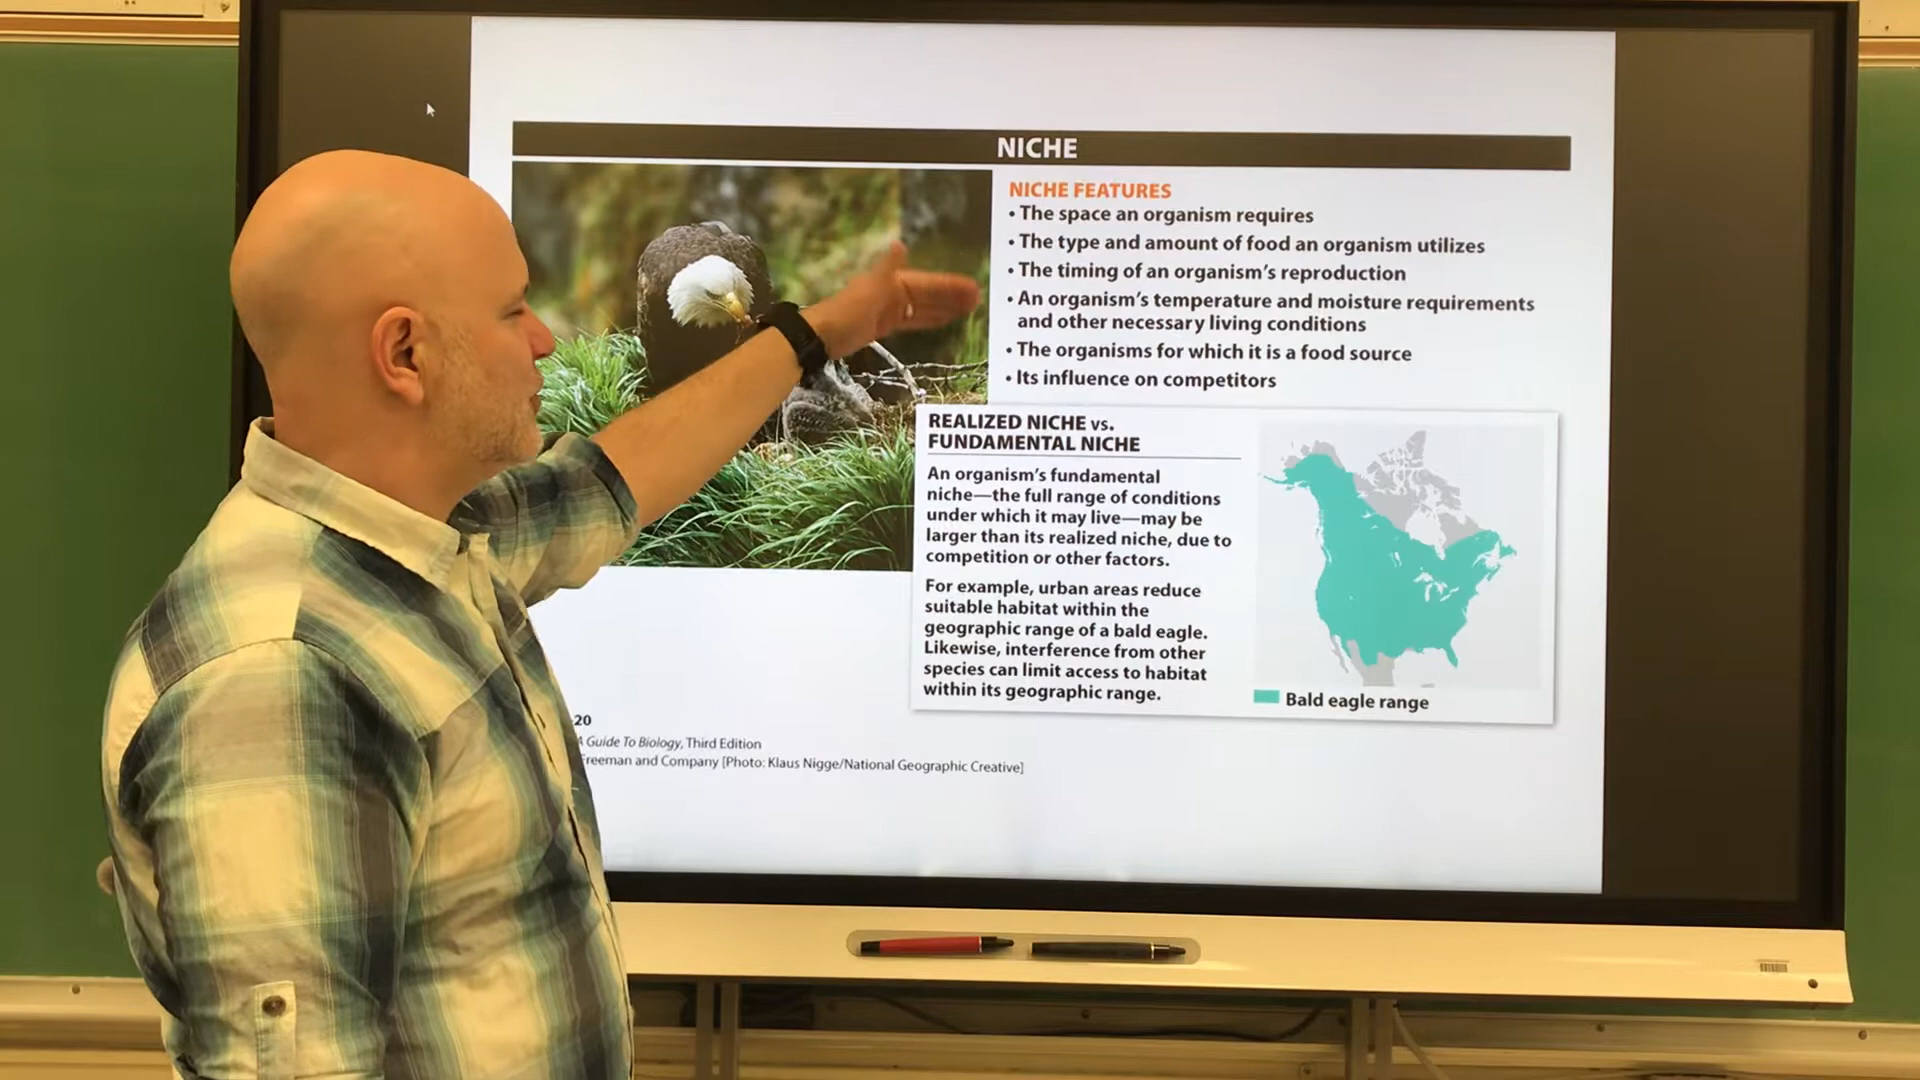 NICHE
NICHE FEATURES
• The space an organism requires
• The type and amount of food an organism utilizes
• The timing of an organism's reproduction
• An organism's temperature and moisture requirements
and other necessary living conditions
• The organisms for which it is a food source
• Its influence on competitors
REALIZED NICHE vs.
FUNDAMENTAL NICHE
An organism's fundamental
niche—the full range of conditions
under which it may live—may be
larger than its realized niche, due to
competition or other factors.
For example, urban areas reduce
suitable habitat within the
geographic range of a bald eagle.
Likewise, interference from other
species can limit access to habitat
within its geographic range.
Bald eagle range
20
A Guide To Biology, Third Edition
Freeman and Company [Photo: Klaus Nigge/National Geographic Creative]